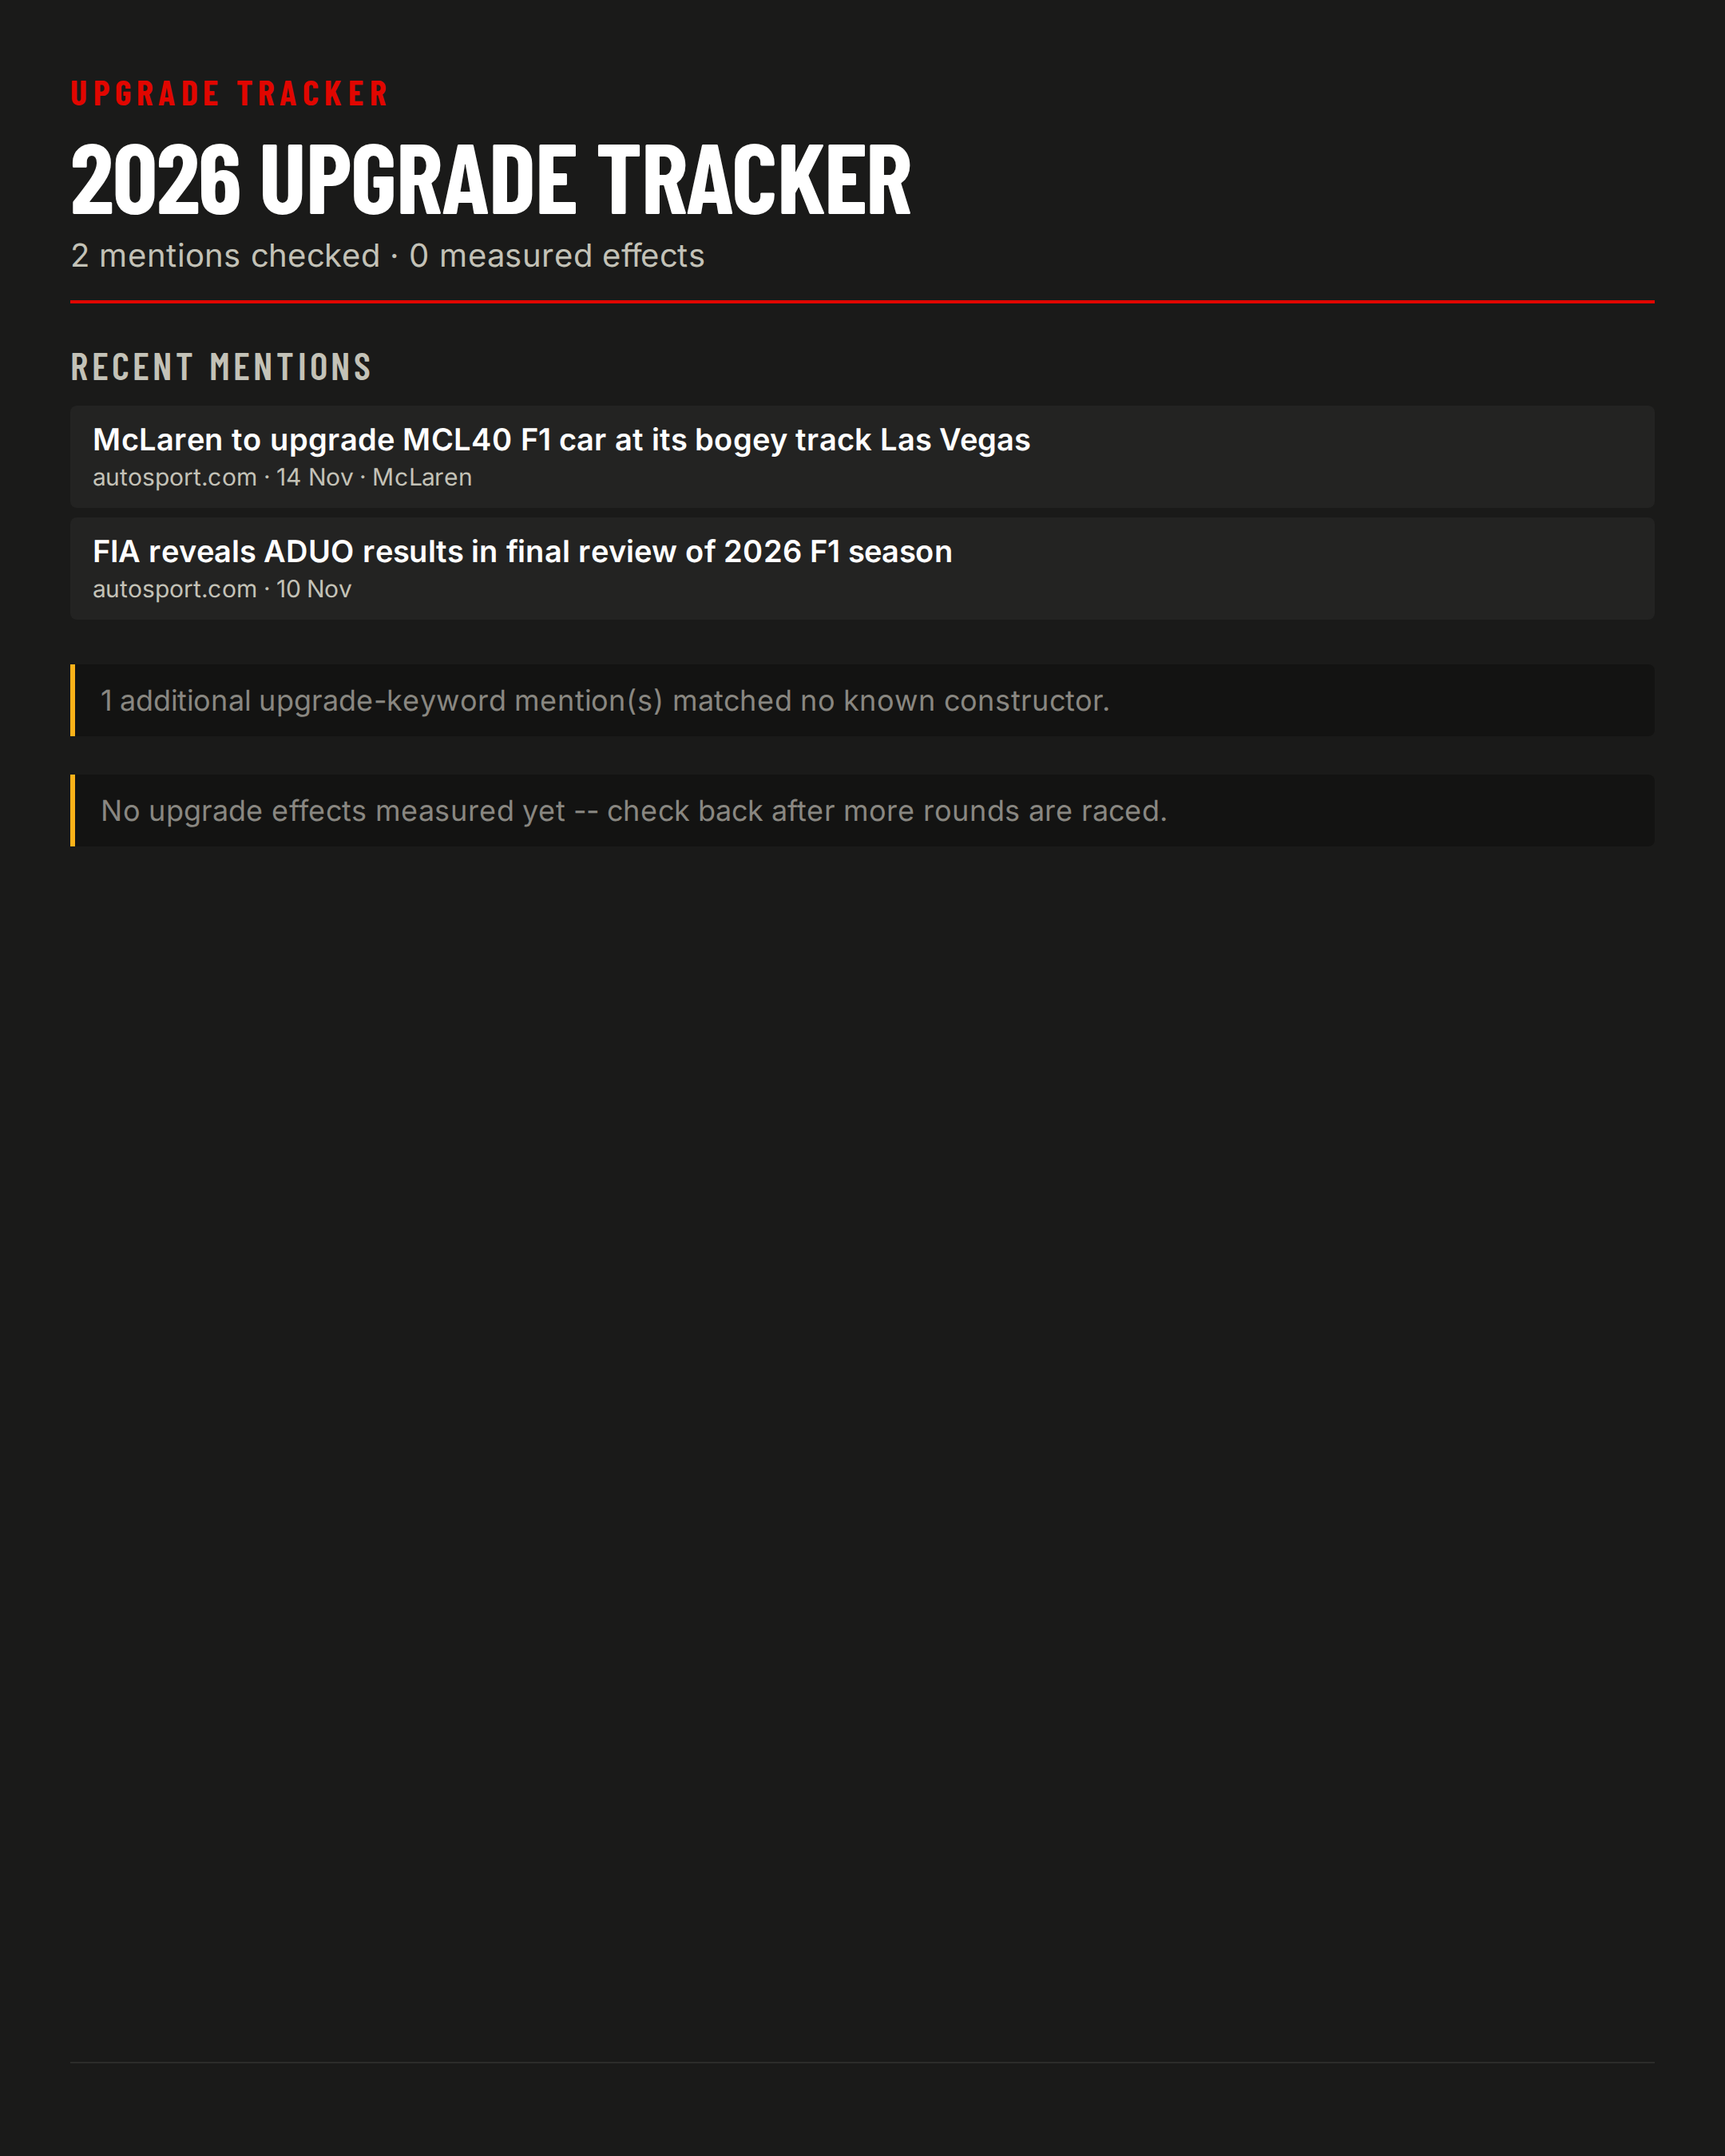 UPGRADE TRACKER
2026 UPGRADE TRACKER
2 mentions checked · 0 measured effects
RECENT MENTIONS
McLaren to upgrade MCL40 F1 car at its bogey track Las Vegas
autosport.com · 14 Nov · McLaren
FIA reveals ADUO results in final review of 2026 F1 season
autosport.com · 10 Nov
1 additional upgrade-keyword mention(s) matched no known constructor.
No upgrade effects measured yet -- check back after more rounds are raced.